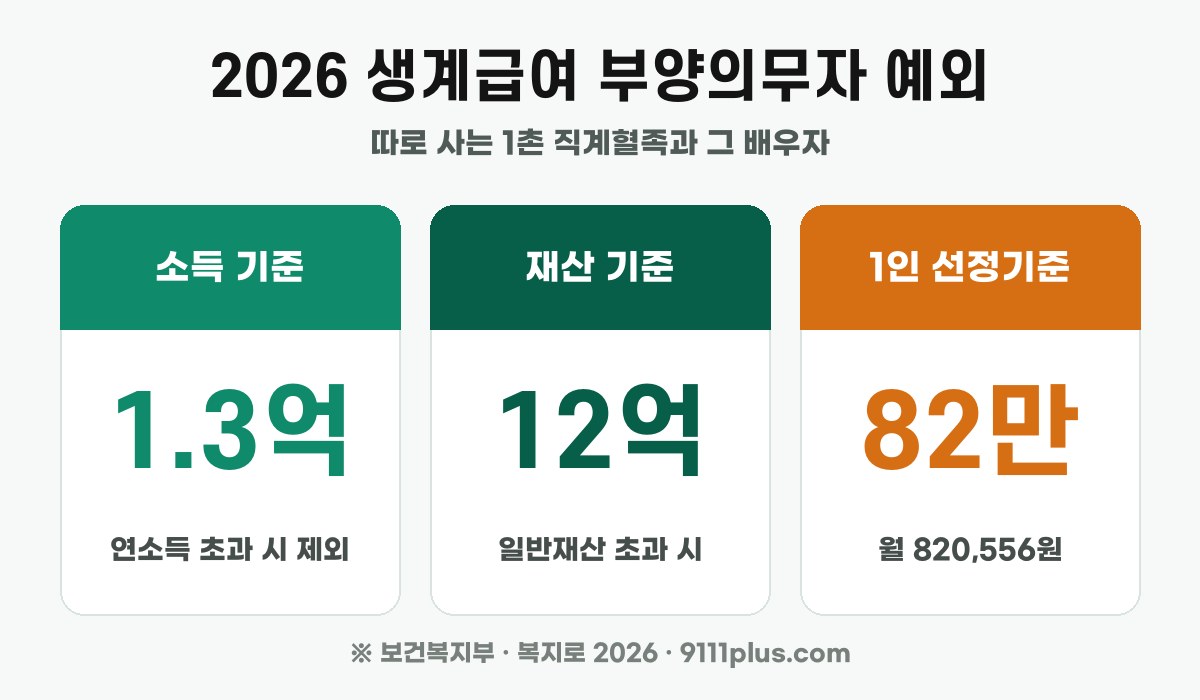 2026 생계급여 부양의무자 예외
따로 사는 1촌 직계혈족과 그 배우자
소득 기준
1.3억
연소득 초과 시 제외
재산 기준
12억
일반재산 초과 시
1인 선정기준
82만
월 820,556원
※ 보건복지부 · 복지로 2026 · 9111plus.com